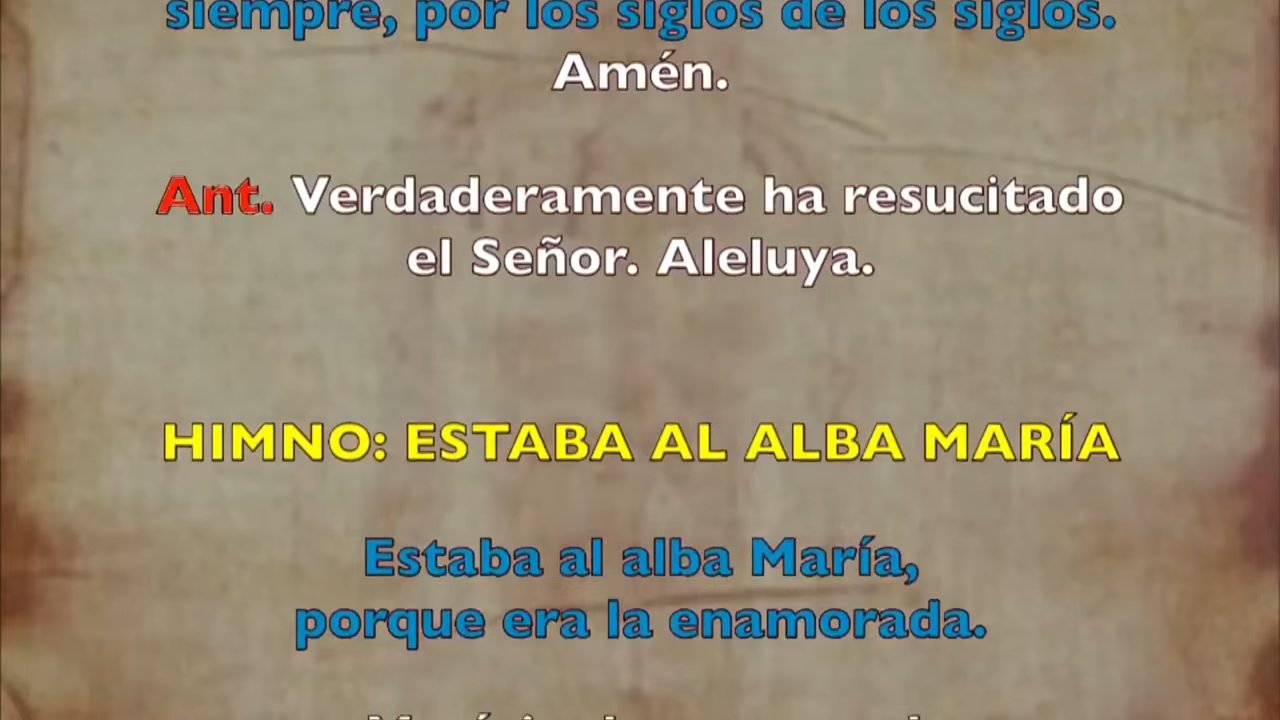 siempre, por los siglos de los siglos.
Amén.
Ant. Verdaderamente ha resucitado
el Señor. Aleluya.
HIMNO: ESTABA AL ALBA MARÍA
Estaba al alba María,
porque era la enamorada.